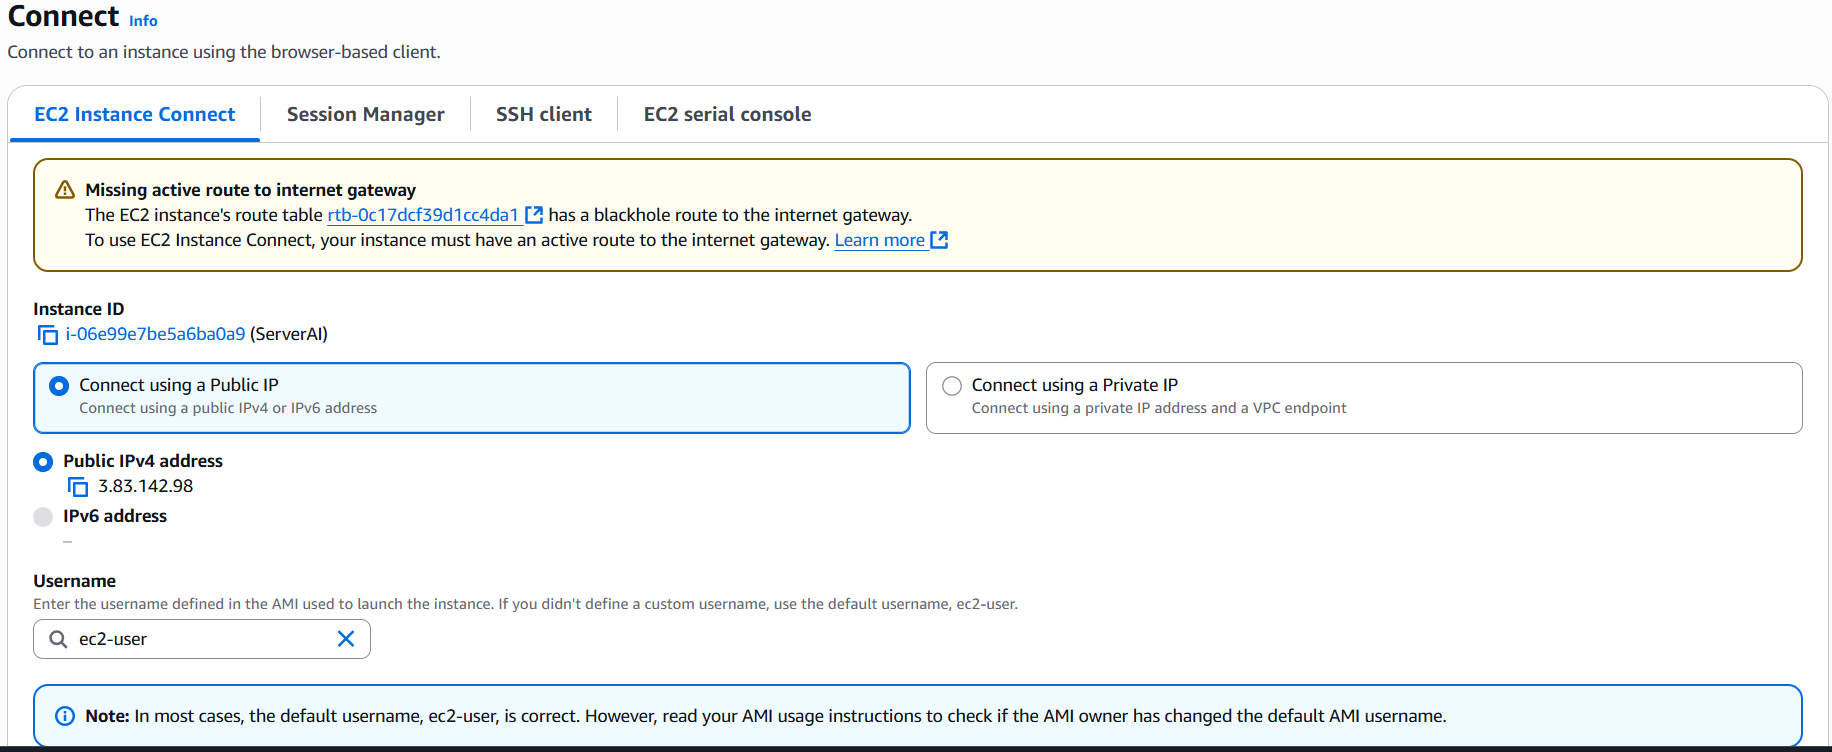 Connect Info
Connect to an instance using the browser-based client.
EC2 Instance Connect
Session Manager
SSH client
EC2 serial console
Missing active route to internet gateway
The EC2 instance's route table rtb-0c17dcf39d1cc4da1 has a blackhole route to the internet gateway.
To use EC2 Instance Connect, your instance must have an active route to the internet gateway. Learn more
Instance ID
i-06e99e7be5a6ba0a9 (ServerAI)
Connect using a Public IP
Connect using a public IPv4 or IPv6 address
Connect using a Private IP
Connect using a private IP address and a VPC endpoint
Public IPv4 address
3.83.142.98
IPv6 address
–
Username
Enter the username defined in the AMI used to launch the instance. If you didn't define a custom username, use the default username, ec2-user.
ec2-user
Note: In most cases, the default username, ec2-user, is correct. However, read your AMI usage instructions to check if the AMI owner has changed the default AMI username.